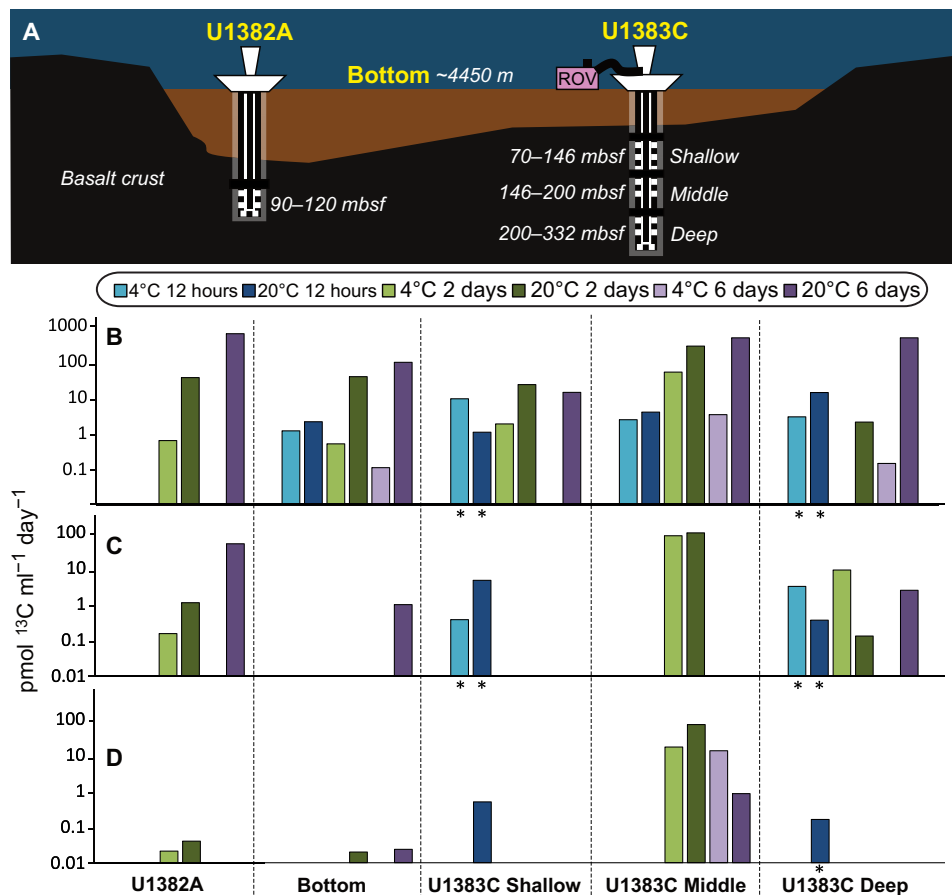 A
U1382A
U1383C
Bottom ~4450 m
ROV
Basalt crust
90–120 mbsf
70–146 mbsf Shallow
146–200 mbsf Middle
200–332 mbsf Deep
4°C 12 hours 20°C 12 hours 4°C 2 days 20°C 2 days 4°C 6 days 20°C 6 days
B
1000
100
10
1
0.1
* * * *
C
100
10
1
0.1
0.01
* * * *
pmol ¹³C ml⁻¹ day⁻¹
D
100
10
1
0.1
0.01
*
U1382A Bottom U1383C Shallow U1383C Middle U1383C Deep